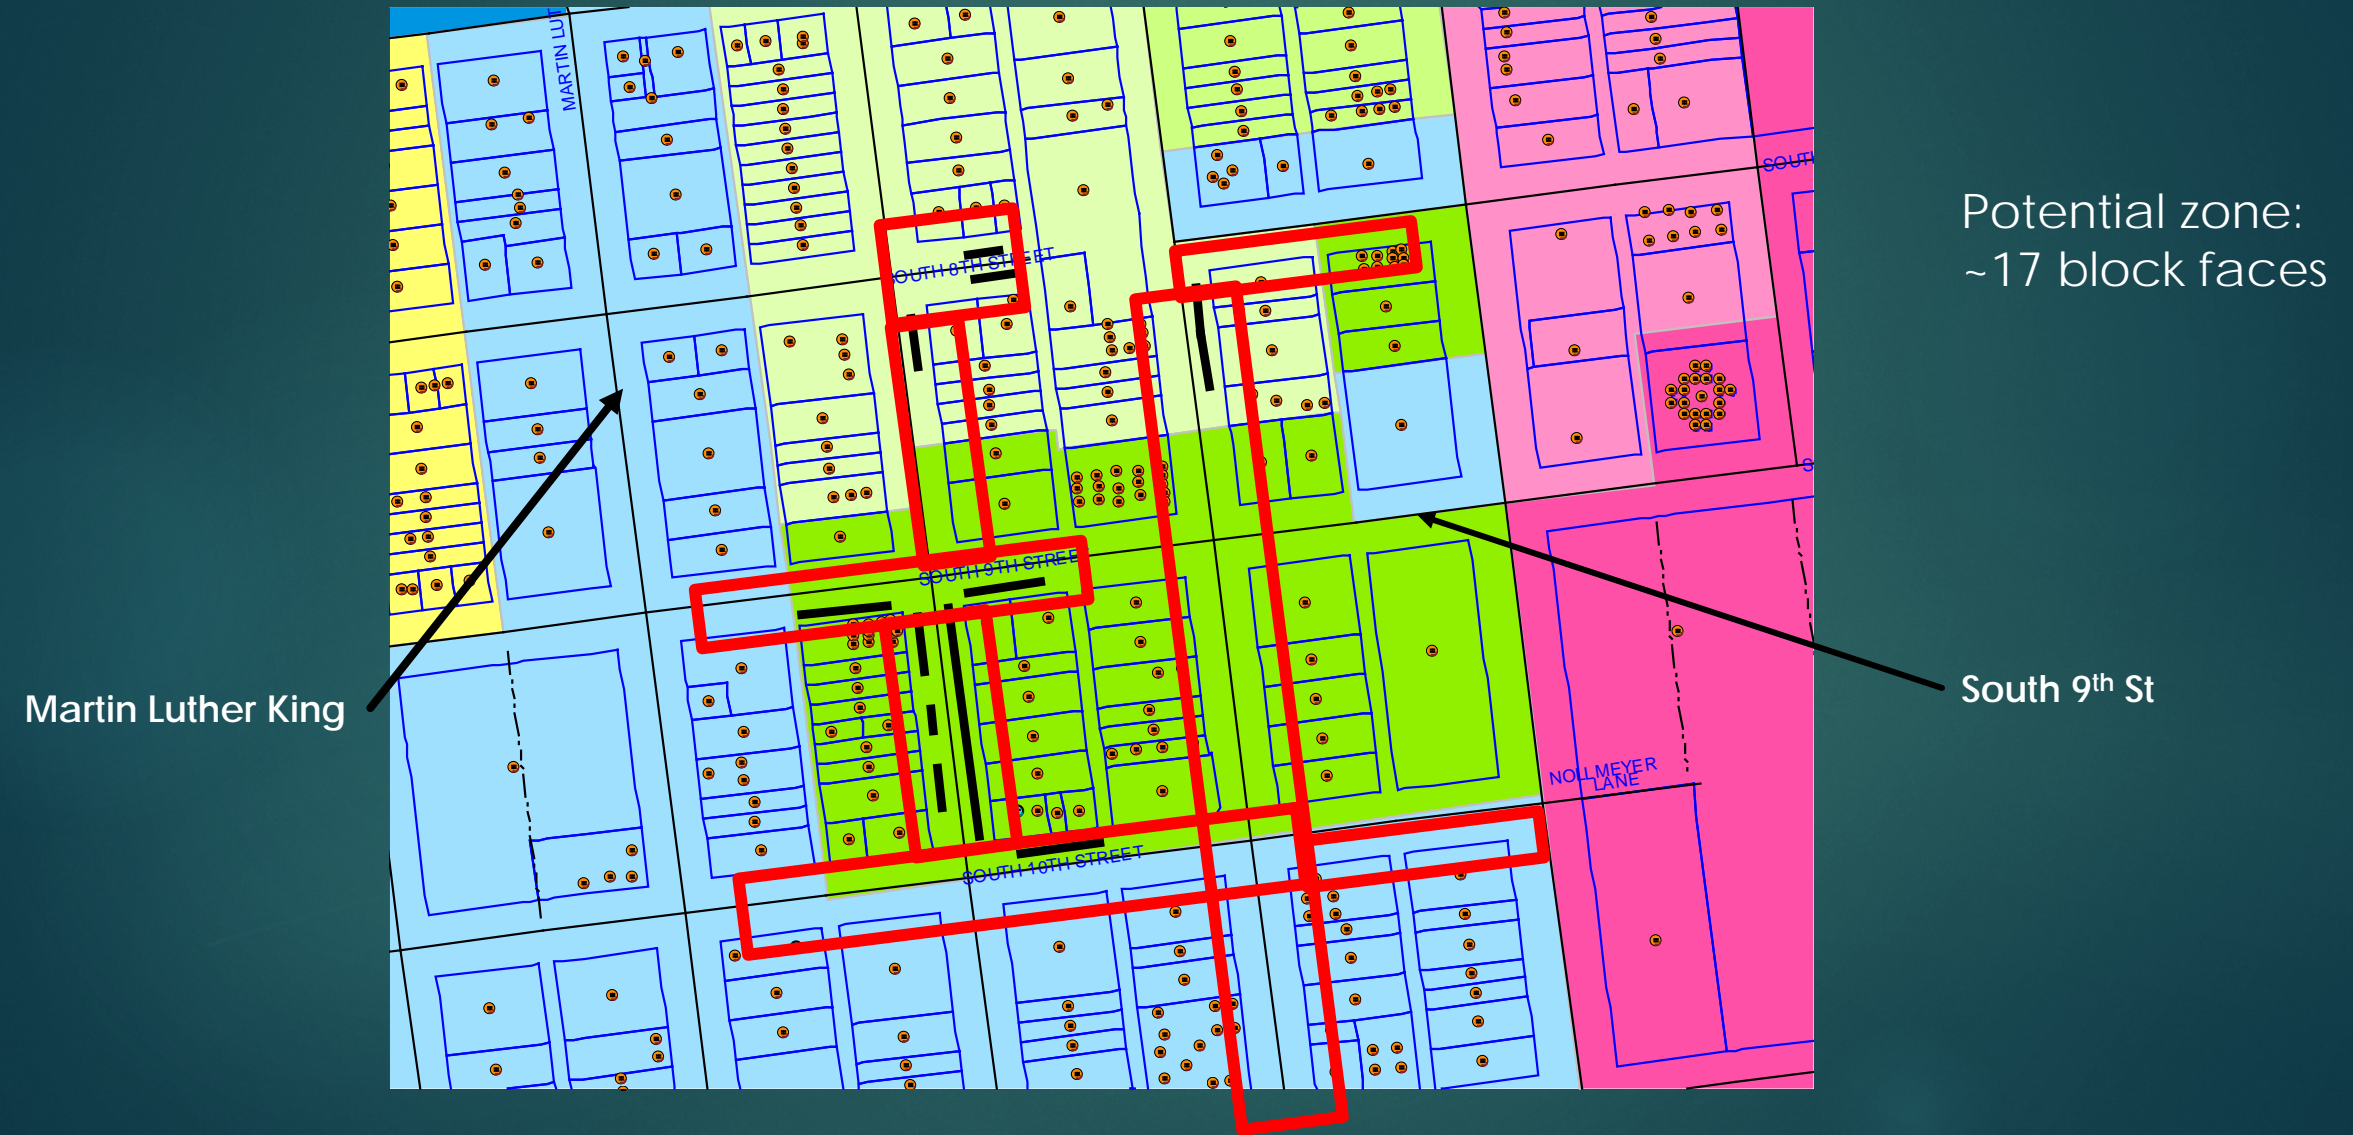 MARTIN LUT
SOUTH
Potential zone:
~17 block faces
SOUTH 8TH STREET
S
SOUTH 9TH STREE
Martin Luther King
South 9th St
NOLLMEYER
LANE
SOUTH 10TH STREET